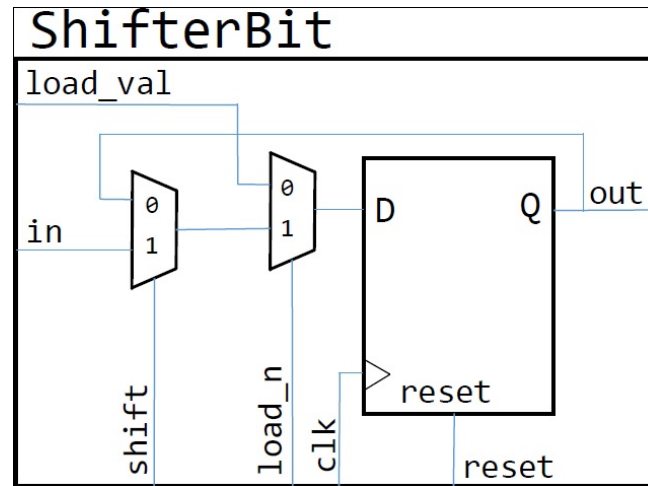 ShifterBit
load_val
0
0
D
Q
out
1
in
1
shift
load_n
clk
reset
reset